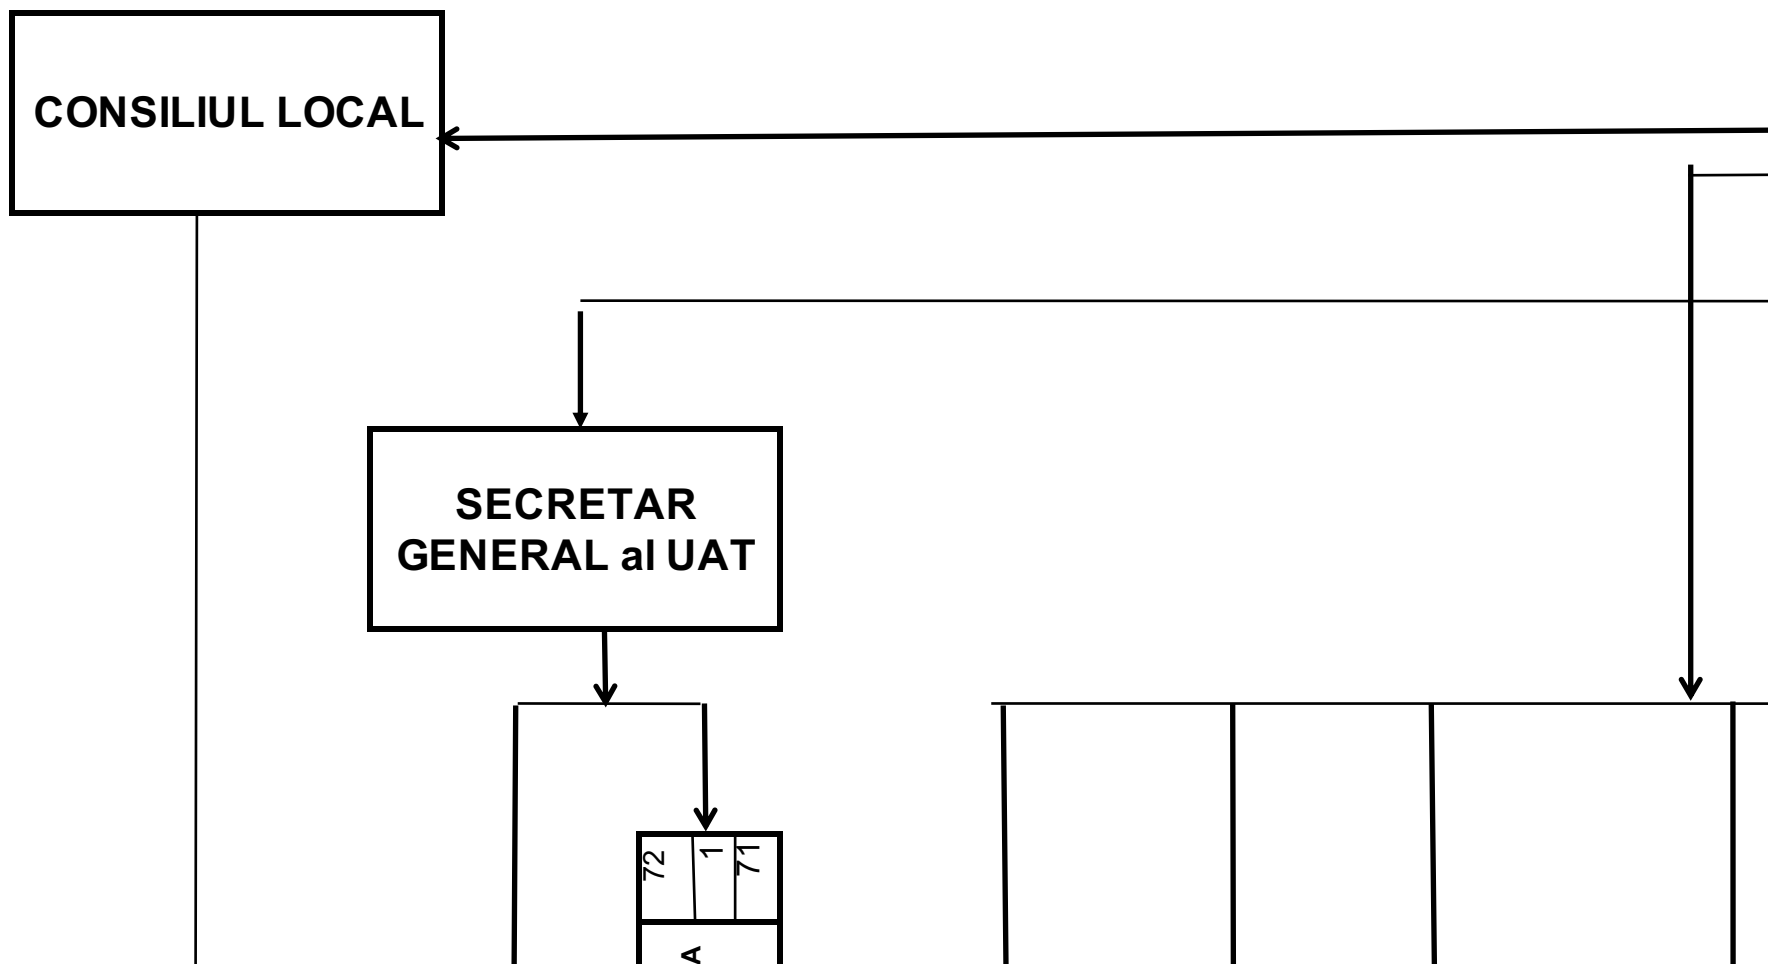 CONSILIUL LOCAL
SECRETAR
GENERAL al UAT
72
1
71